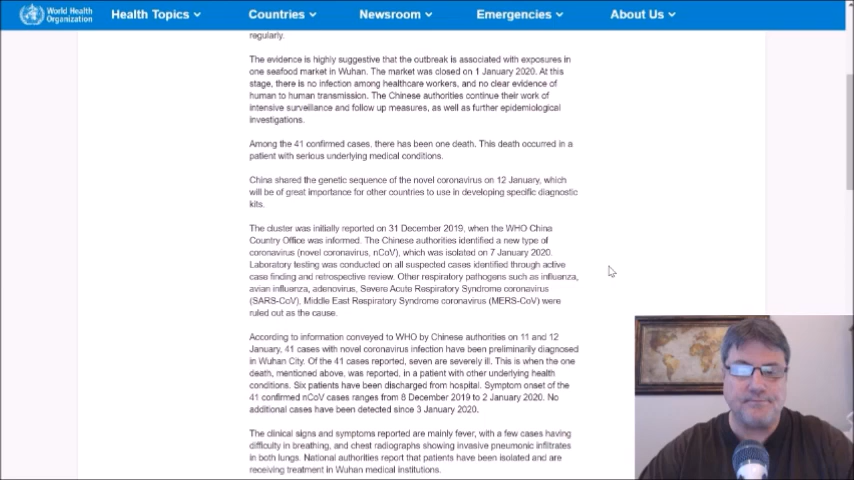 World Health
Organization
Health Topics
Countries
Newsroom
Emergencies
About Us
regularly.
The evidence is highly suggestive that the outbreak is associated with exposures in
one seafood market in Wuhan. The market was closed on 1 January 2020. At this
stage, there is no infection among healthcare workers, and no clear evidence of
human to human transmission. The Chinese authorities continue their work of
intensive surveillance and follow up measures, as well as further epidemiological
investigations.
Among the 41 confirmed cases, there has been one death. This death occurred in a
patient with serious underlying medical conditions.
China shared the genetic sequence of the novel coronavirus on 12 January, which
will be of great importance for other countries to use in developing specific diagnostic
kits.
The cluster was initially reported on 31 December 2019, when the WHO China
Country Office was informed. The Chinese authorities identified a new type of
coronavirus (novel coronavirus, nCoV), which was isolated on 7 January 2020.
Laboratory testing was conducted on all suspected cases identified through active
case finding and retrospective review. Other respiratory pathogens such as influenza,
avian influenza, adenovirus, Severe Acute Respiratory Syndrome coronavirus
(SARS-CoV), Middle East Respiratory Syndrome coronavirus (MERS-CoV) were
ruled out as the cause.
According to information conveyed to WHO by Chinese authorities on 11 and 12
January, 41 cases with novel coronavirus infection have been preliminarily diagnosed
in Wuhan City. Of the 41 cases reported, seven are severely ill. This is when the one
death, mentioned above, was reported, in a patient with other underlying health
conditions. Six patients have been discharged from hospital. Symptom onset of the
41 confirmed nCoV cases ranges from 8 December 2019 to 2 January 2020. No
additional cases have been detected since 3 January 2020.
The clinical signs and symptoms reported are mainly fever, with a few cases having
difficulty in breathing, and chest radiographs showing invasive pneumonic infiltrates
in both lungs. National authorities report that patients have been isolated and are
receiving treatment in Wuhan medical institutions.